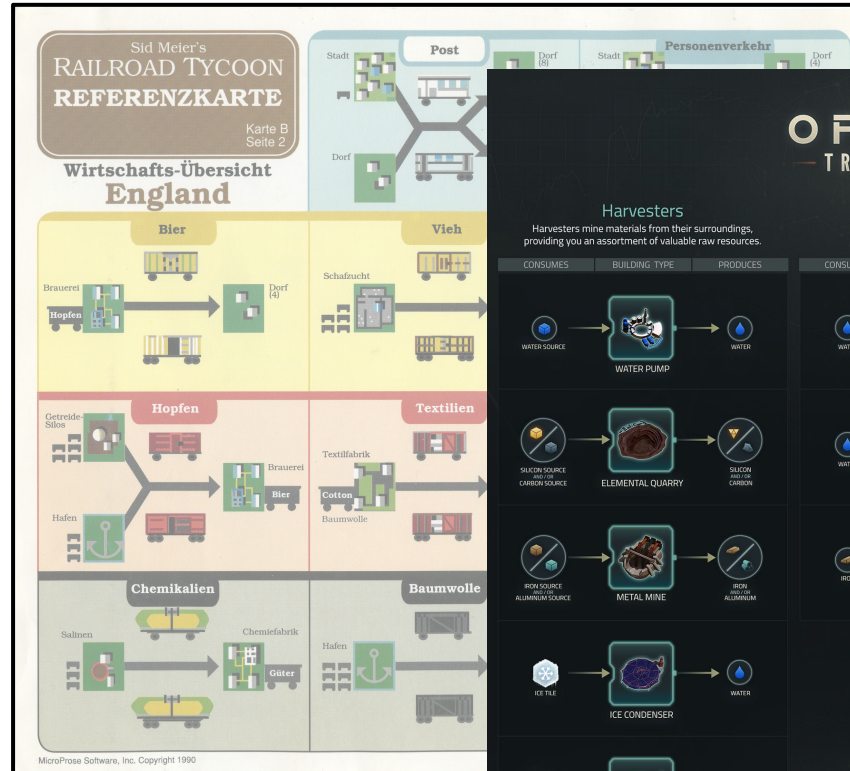 Sid Meier's
RAILROAD TYCOON
REFERENZKARTE
Karte B
Seite 2
Wirtschafts-Übersicht
England
Post
Stadt
Dorf
(8)
Dorf
Personenverkehr
Stadt
Dorf
(4)
Bier
Brauerei
Hopfen
Dorf
(4)
Vieh
Schafzucht
Hopfen
Getreide-
Silos
Hafen
Brauerei
Bier
Textilien
Textilfabrik
Cotton
Baumwolle
Chemikalien
Salinen
Chemiefabrik
Güter
Baumwolle
Hafen
MicroProse Software, Inc. Copyright 1990
Harvesters
Harvesters mine materials from their surroundings,
providing you an assortment of valuable raw resources.
CONSUMES BUILDING TYPE PRODUCES
WATER SOURCE
WATER PUMP
WATER
SILICON SOURCE
AND / OR
CARBON SOURCE
ELEMENTAL QUARRY
SILICON
AND / OR
CARBON
IRON SOURCE
AND / OR
ALUMINUM SOURCE
METAL MINE
IRON
AND / OR
ALUMINUM
ICE TILE
ICE CONDENSER
WATER